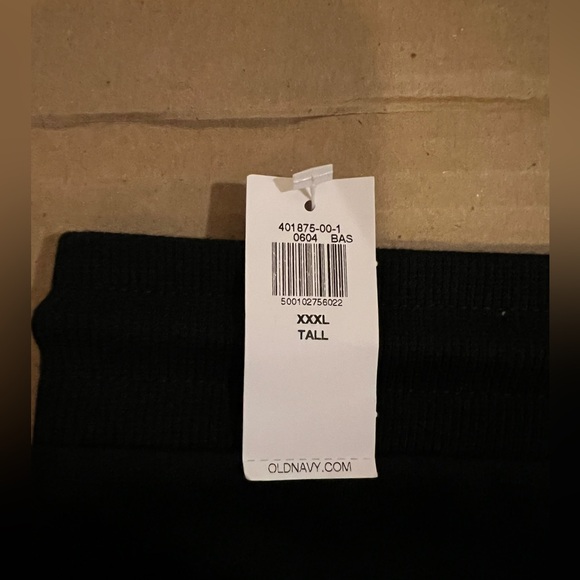 401875-00-1
0604 BAS
500102756022
XXXL
TALL
OLDNAVY.COM